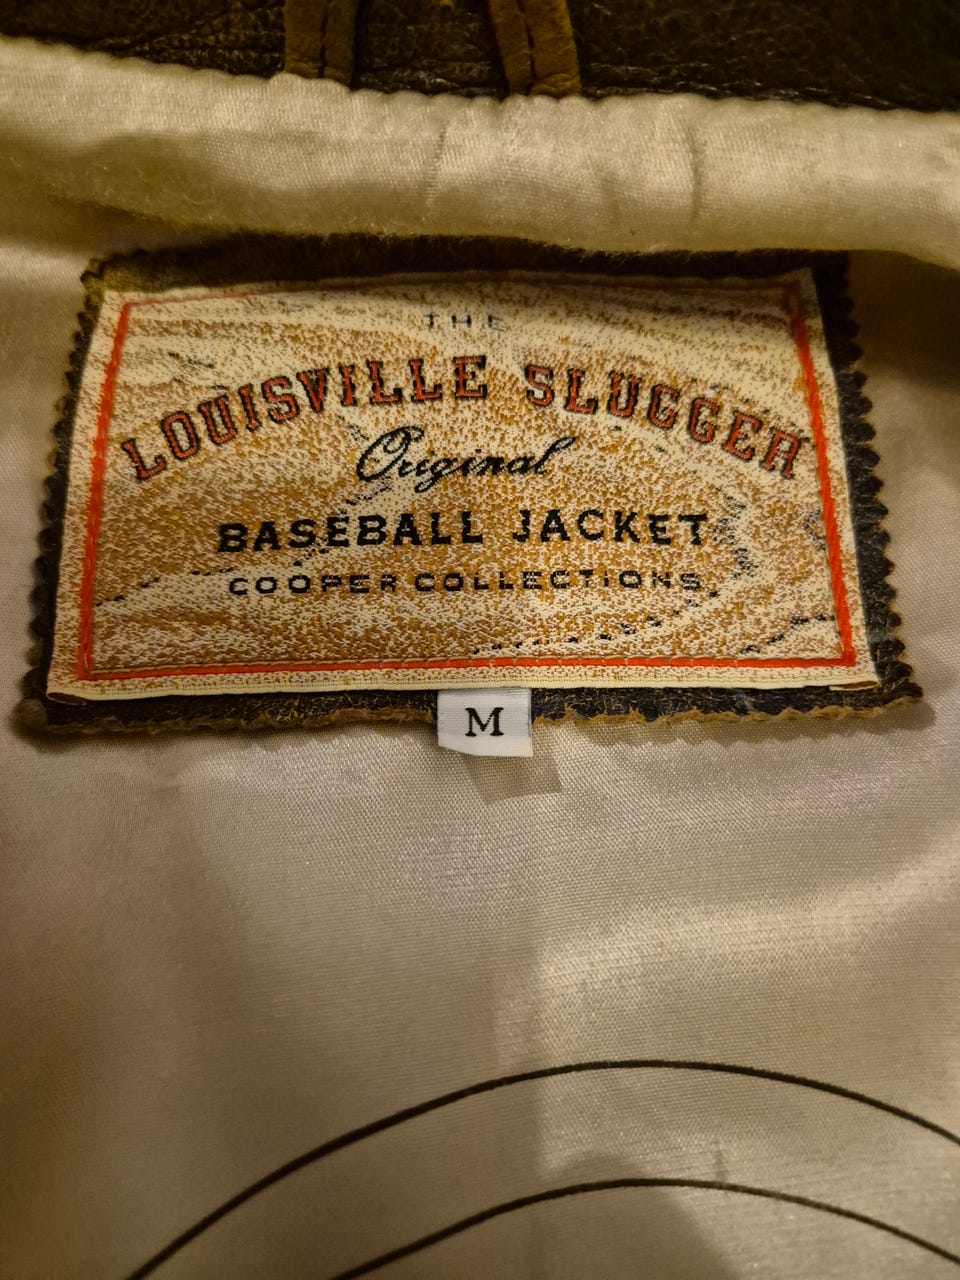 THE
LOUISVILLE SLUGGER
Original
BASEBALL JACKET
COOPER COLLECTIONS
M